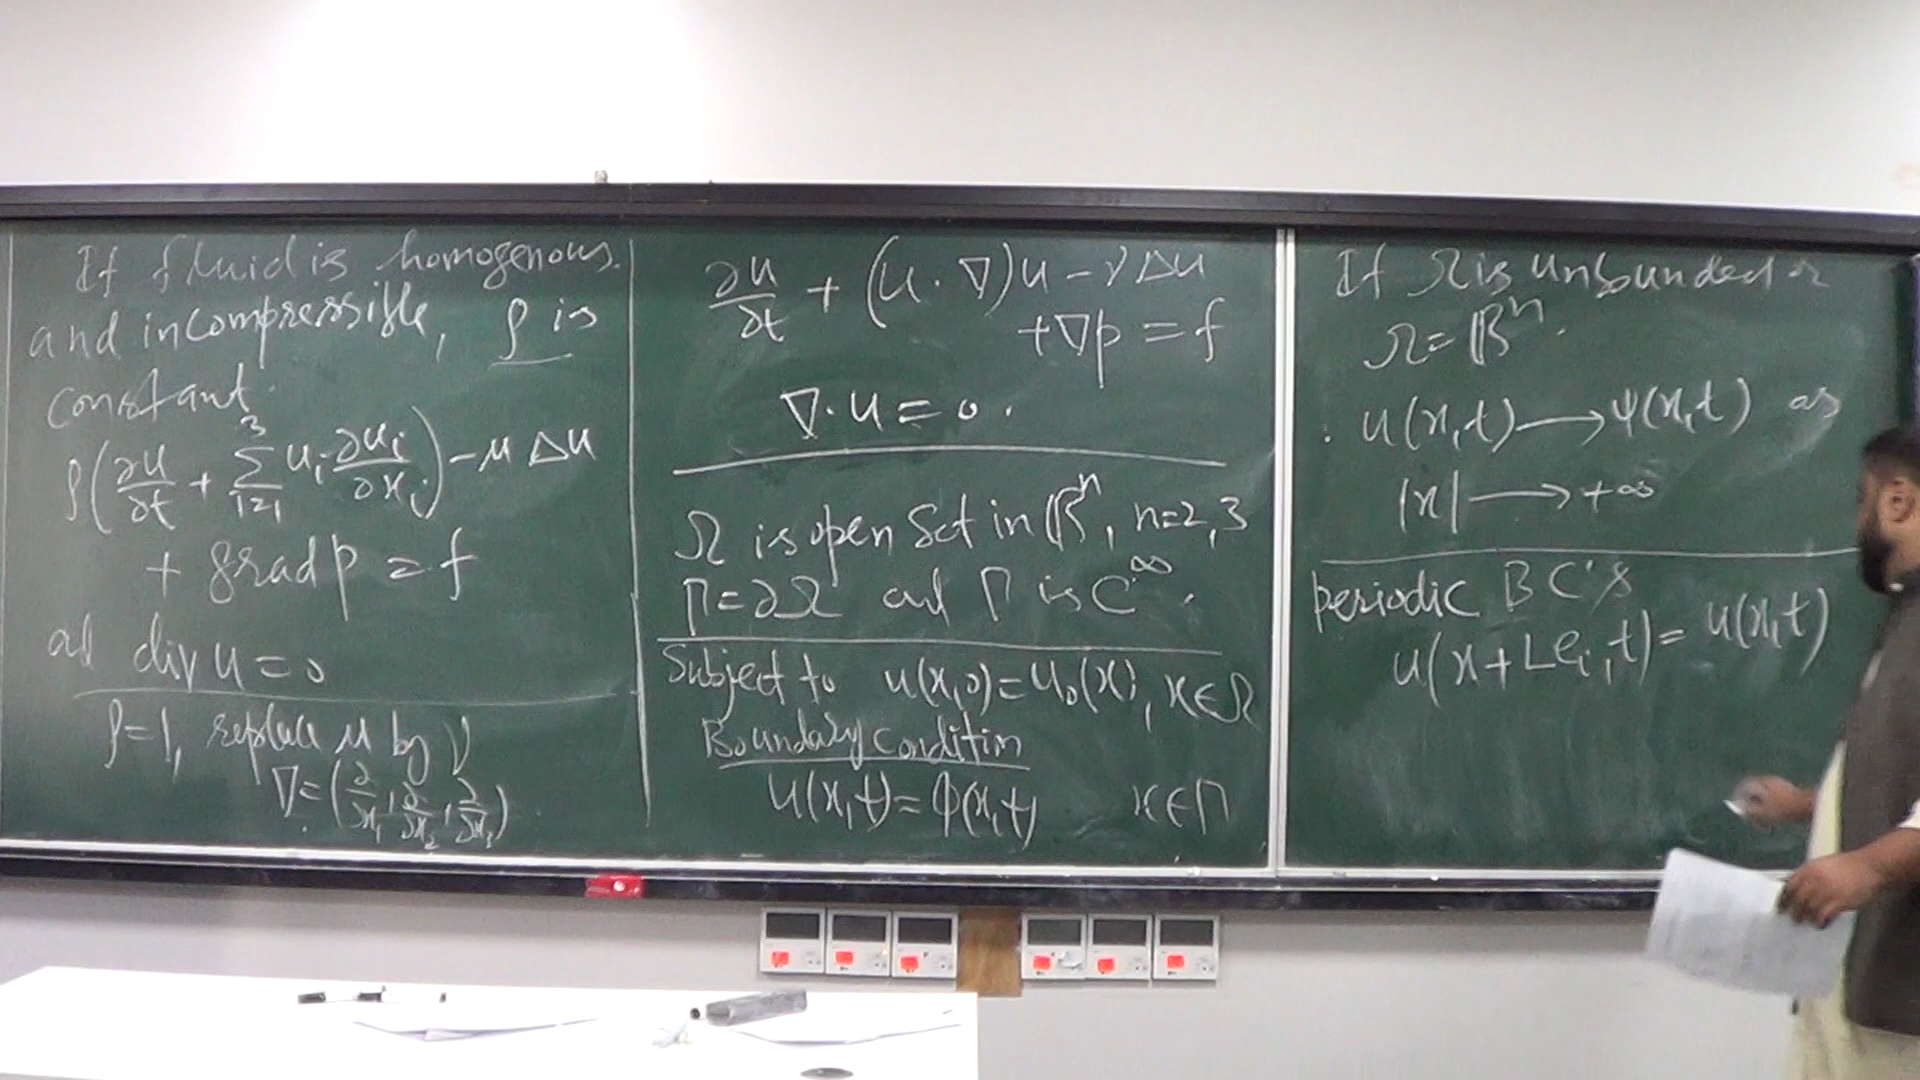 If fluid is homogenous.
and incompressible, ρ is
constant.
ρ(∂u/∂t + Σ_{i=1}^{3} u_i ∂u_i/∂x_i) - μ Δu
+ grad p = f
ad div u = 0
ρ=1, replace μ by ν
∇ = (∂/∂x_1, ∂/∂x_2, ∂/∂x_3)
∂u/∂t + (u · ∇)u - ν Δu
+ ∇p = f
∇ · u = 0.
Ω is open Set in ℝ^n, n=2,3
Γ = ∂Ω and Γ is C^∞.
Subject to u(x,0) = u_0(x), x ∈ Ω
Boundary condition
u(x,t) = φ(x,t) x ∈ Γ
If Ω is unbounded or
Ω = ℝ^n.
u(x,t) ⟶ ψ(x,t) as
|x| ⟶ +∞
periodic BC's
u(x + Le_i, t) = u(x,t)